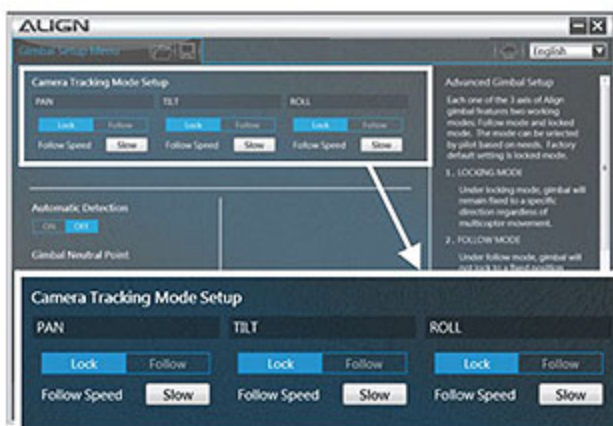 ALIGN
Gimbal Setup Menu
English
Camera Tracking Mode Setup
PAN TILT ROLL
Lock Follow Lock Follow Lock Follow
Follow Speed Slow Follow Speed Slow Follow Speed Slow
Automatic Detection
ON OFF
Gimbal Neutral Point
Advanced Gimbal Setup
Each one of the 3 axis of Align
gimbal features two working
modes. Follow mode and locked
mode. The mode can be selected
by pilot based on needs. Factory
default setting is locked mode.
1. LOCKING MODE
Under locking mode, gimbal will
remain fixed to a specific
direction regardless of
multicopter movement.
2. FOLLOW MODE
Under follow mode, gimbal will
not lock to a fixed position
Camera Tracking Mode Setup
PAN TILT ROLL
Lock Follow Lock Follow Lock Follow
Follow Speed Slow Follow Speed Slow Follow Speed Slow